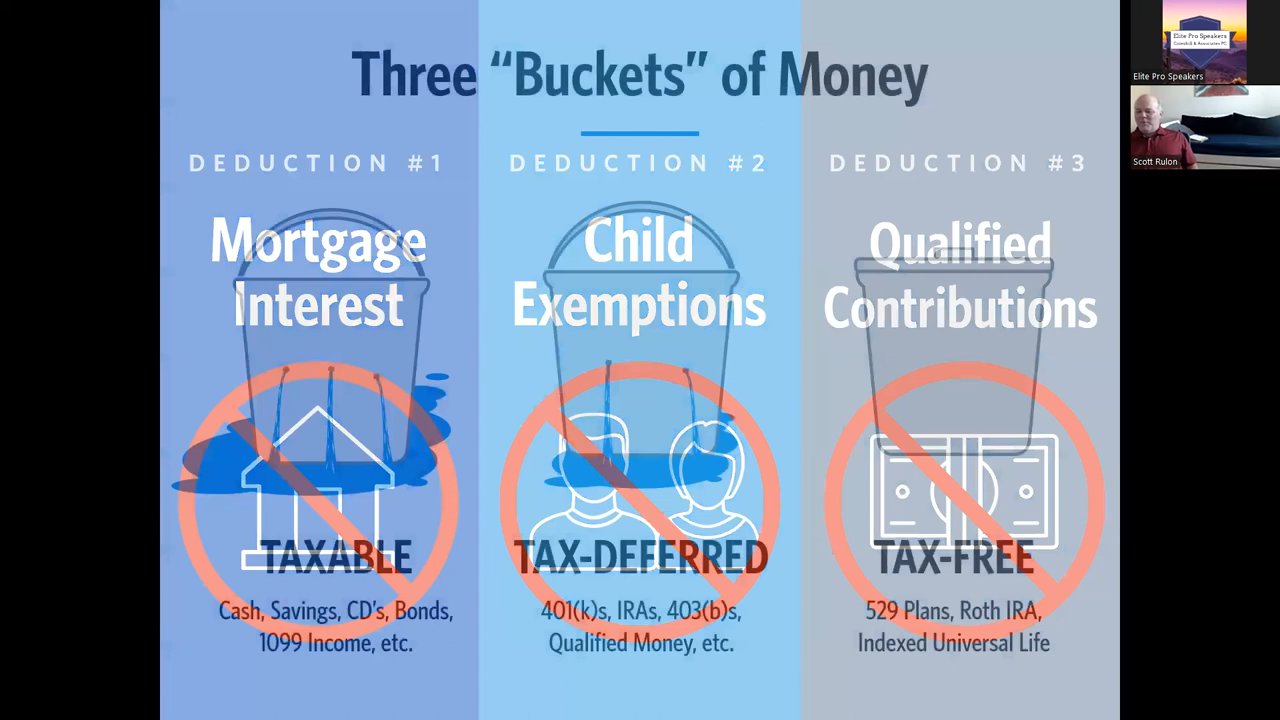 Three “Buckets” of Money
DEDUCTION #1
Mortgage
Interest
TAXABLE
Cash, Savings, CD's, Bonds,
1099 Income, etc.
DEDUCTION #2
Child
Exemptions
TAX-DEFERRED
401(k)s, IRAs, 403(b)s,
Qualified Money, etc.
DEDUCTION #3
Qualified
Contributions
TAX-FREE
529 Plans, Roth IRA,
Indexed Universal Life
Elite Pro Speakers
Elite Pro Speakers
Scott Rulon